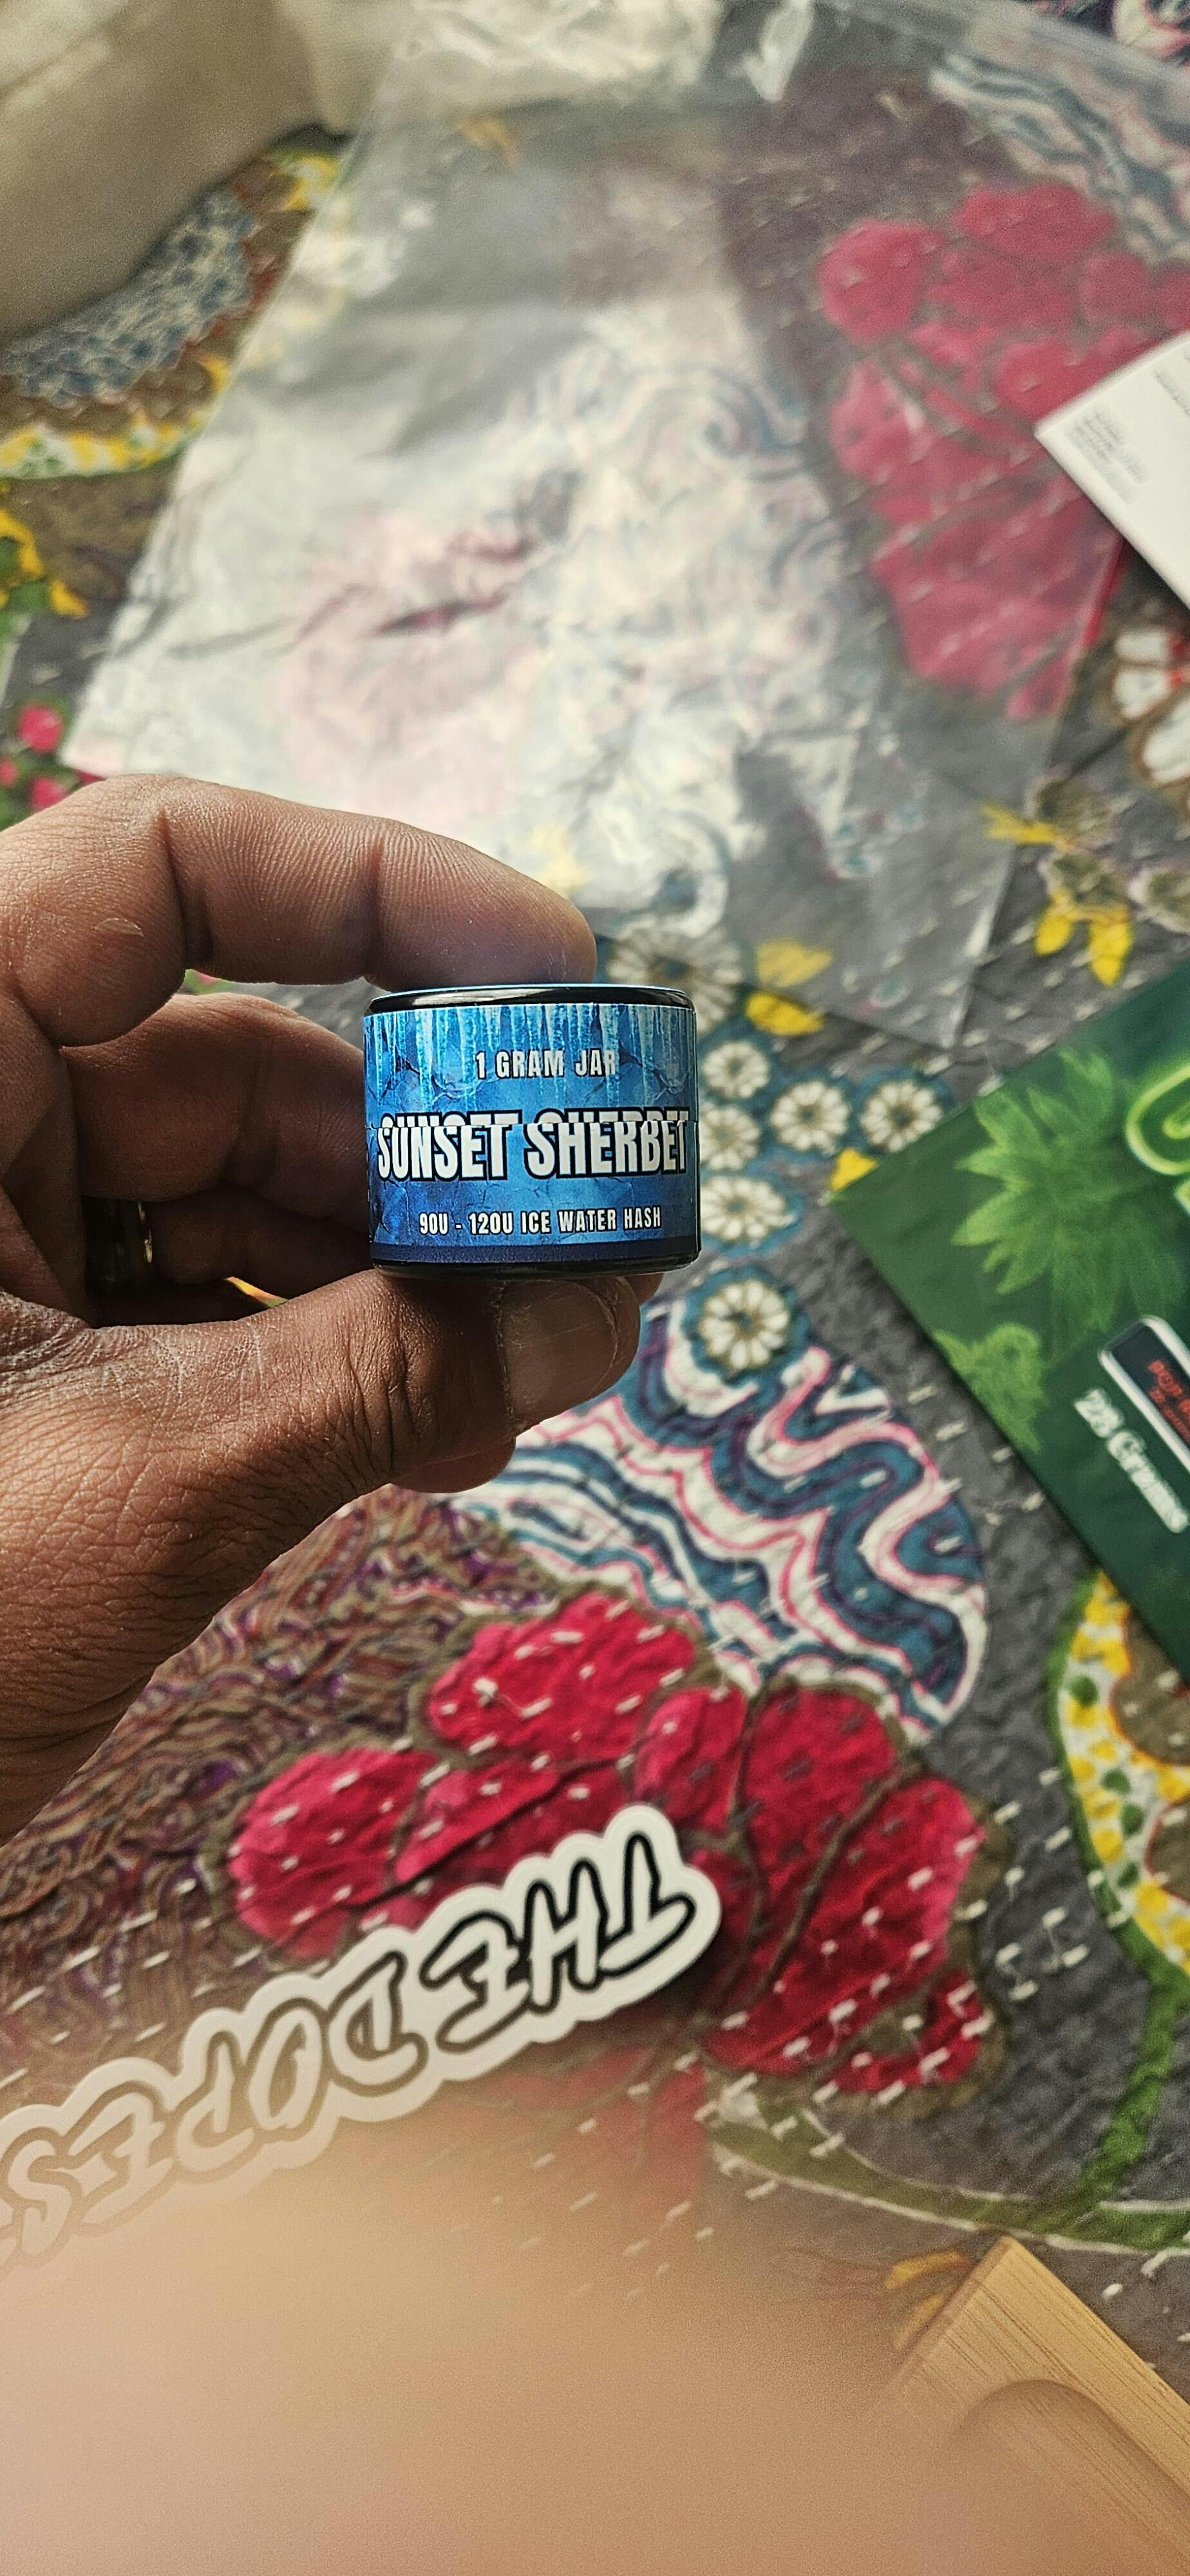 1 GRAM JAR
SUNSET SHERBET
90U - 120U ICE WATER HASH
28 Grams
THE DOPES